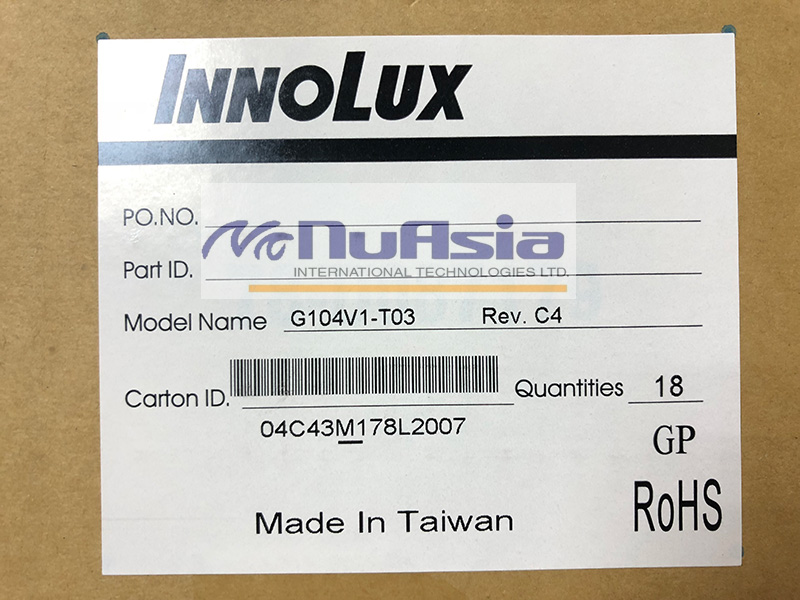 INNOLUX
PO.NO.
NuAsia
INTERNATIONAL TECHNOLOGIES LTD.
Part ID.
Model Name G104V1-T03 Rev. C4
Carton ID. Quantities 18
04C43M178L2007
GP
RoHS
Made In Taiwan